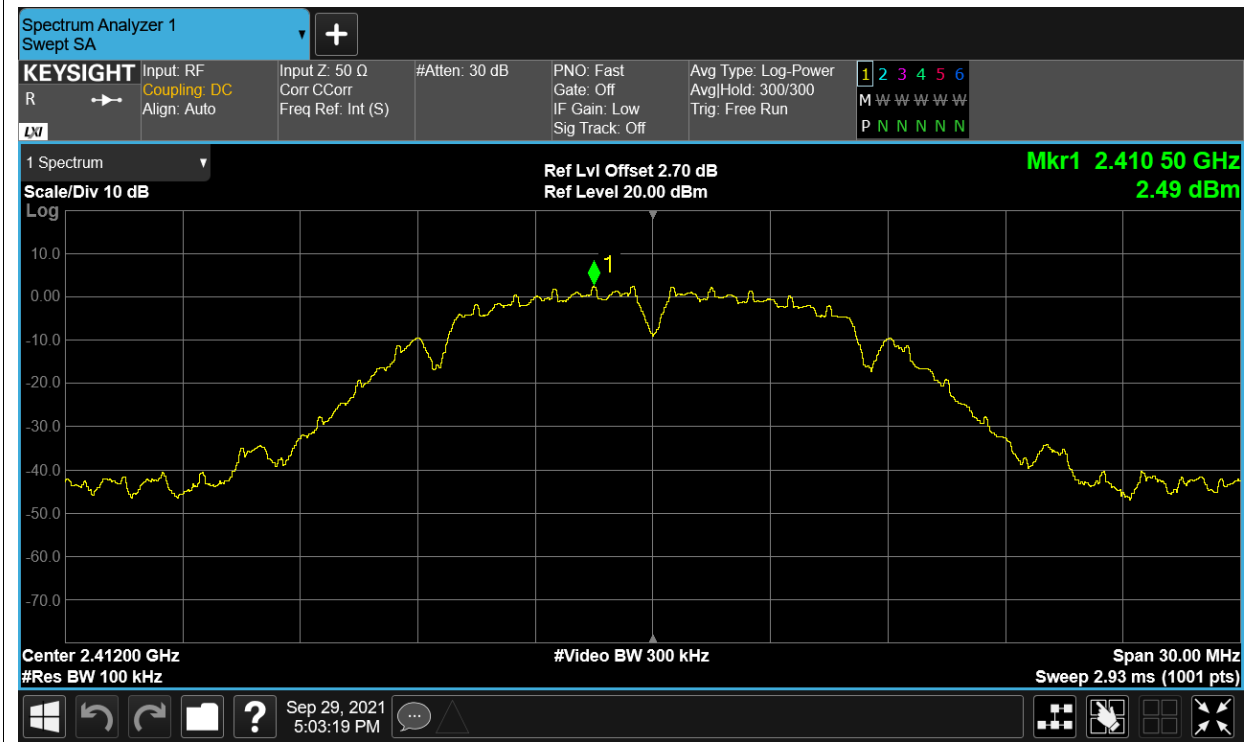 Spectrum Analyzer 1
Swept SA
+
KEYSIGHT
R
LXI
Input: RF
Coupling: DC
Align: Auto
Input Z: 50 Ω
Corr CCorr
Freq Ref: Int (S)
#Atten: 30 dB
PNO: Fast
Gate: Off
IF Gain: Low
Sig Track: Off
Avg Type: Log-Power
Avg|Hold: 300/300
Trig: Free Run
1 2 3 4 5 6
M W W W W W
P N N N N N
1 Spectrum
Scale/Div 10 dB
Log
Ref Lvl Offset 2.70 dB
Ref Level 20.00 dBm
Mkr1 2.410 50 GHz
2.49 dBm
1
10.0
0.00
-10.0
-20.0
-30.0
-40.0
-50.0
-60.0
-70.0
Center 2.41200 GHz
#Res BW 100 kHz
#Video BW 300 kHz
Span 30.00 MHz
Sweep 2.93 ms (1001 pts)
?
Sep 29, 2021
5:03:19 PM